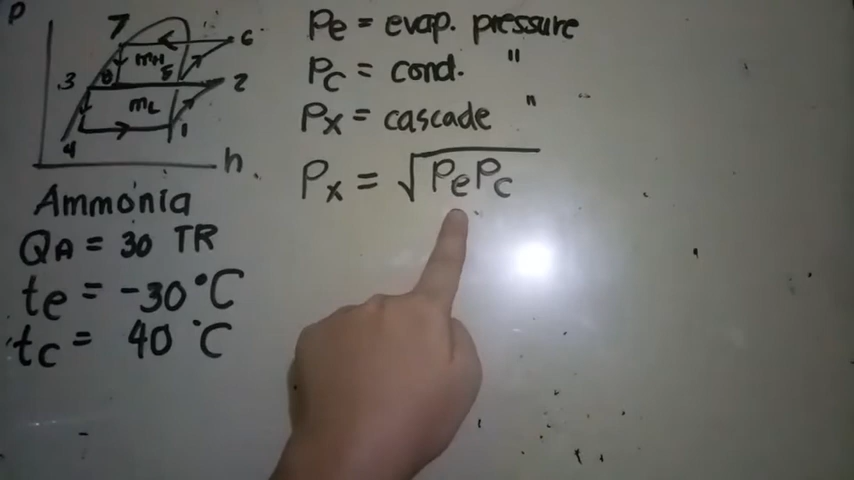 P
7
6
mH
3
8
5
2
mL
1
4
h
Pe = evap. pressure
Pc = cond. "
Px = cascade "
Px = √PePc
Ammonia
QA = 30 TR
te = -30°C
tc = 40°C